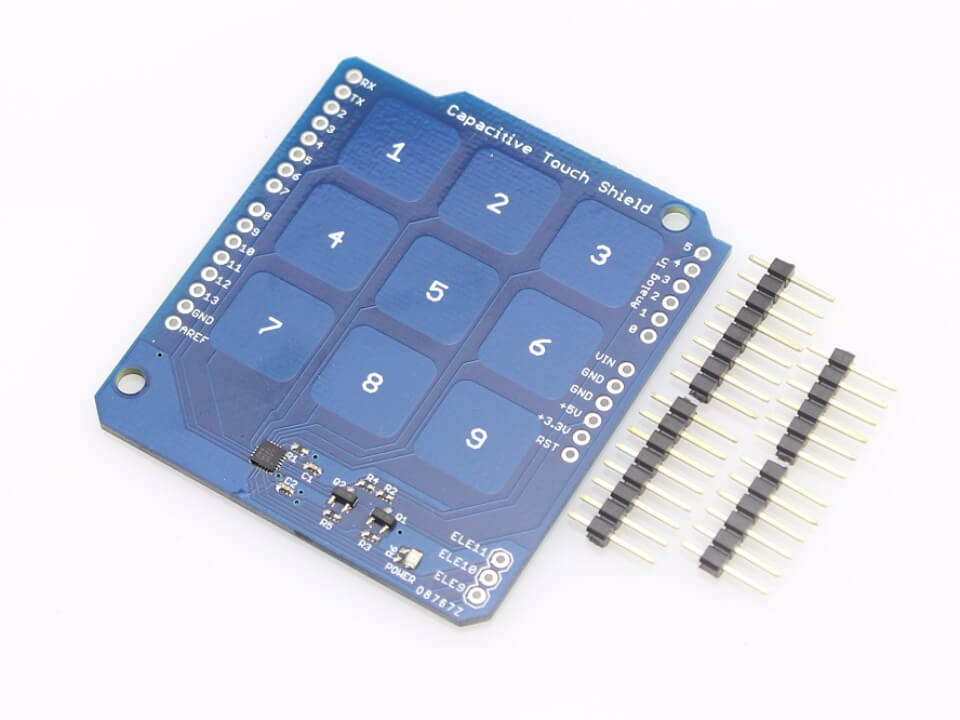 Capacitive Touch Shield
RX
TX
2
3
4
5
6
7
8
9
10
11
12
13
GND
AREF
1
2
3
4
5
6
7
8
9
5
4
3
2
1
0
Analog
VIN
GND
GND
+5V
+3.3V
RST
R1
C1
C2
Q2
R4
R2
R5
Q1
R3
POWER
ELE11
ELE10
ELE9
08767Z